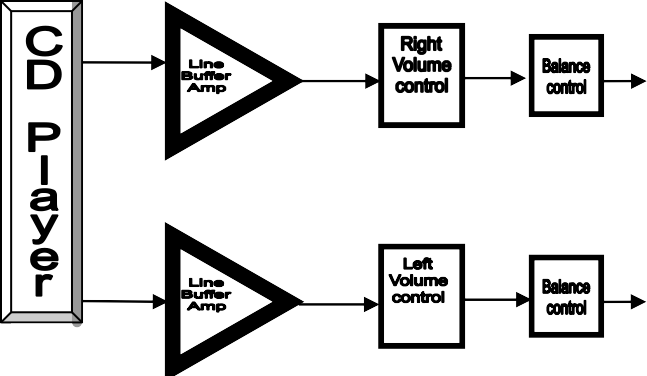 CD Player
Line
Buffer
Amp
Right
Volume
control
Balance
control
Line
Buffer
Amp
Left
Volume
control
Balance
control